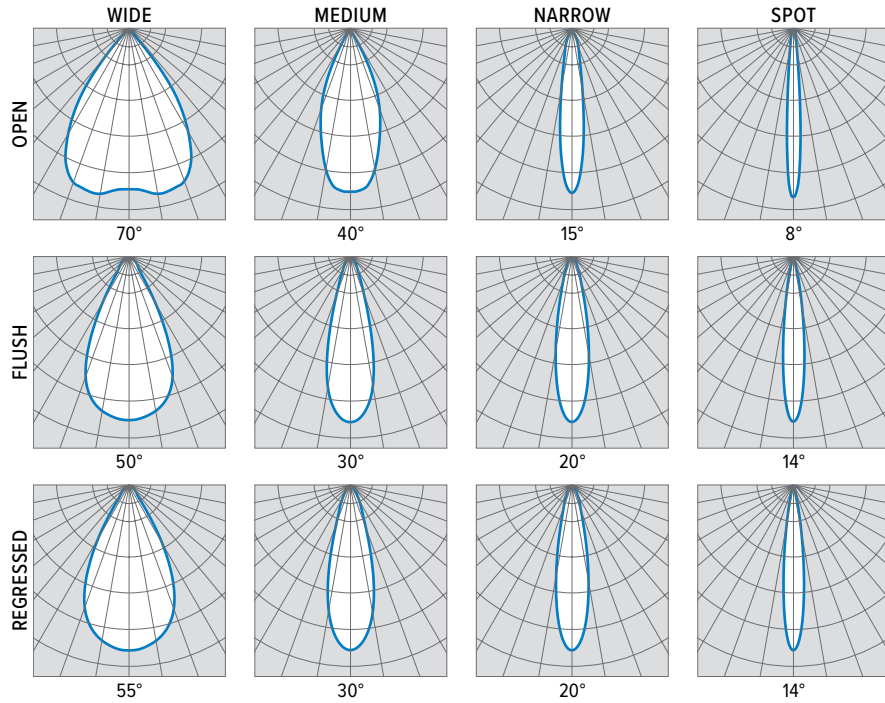 WIDE MEDIUM NARROW SPOT
OPEN
70° 40° 15° 8°
FLUSH
50° 30° 20° 14°
REGRESSED
55° 30° 20° 14°